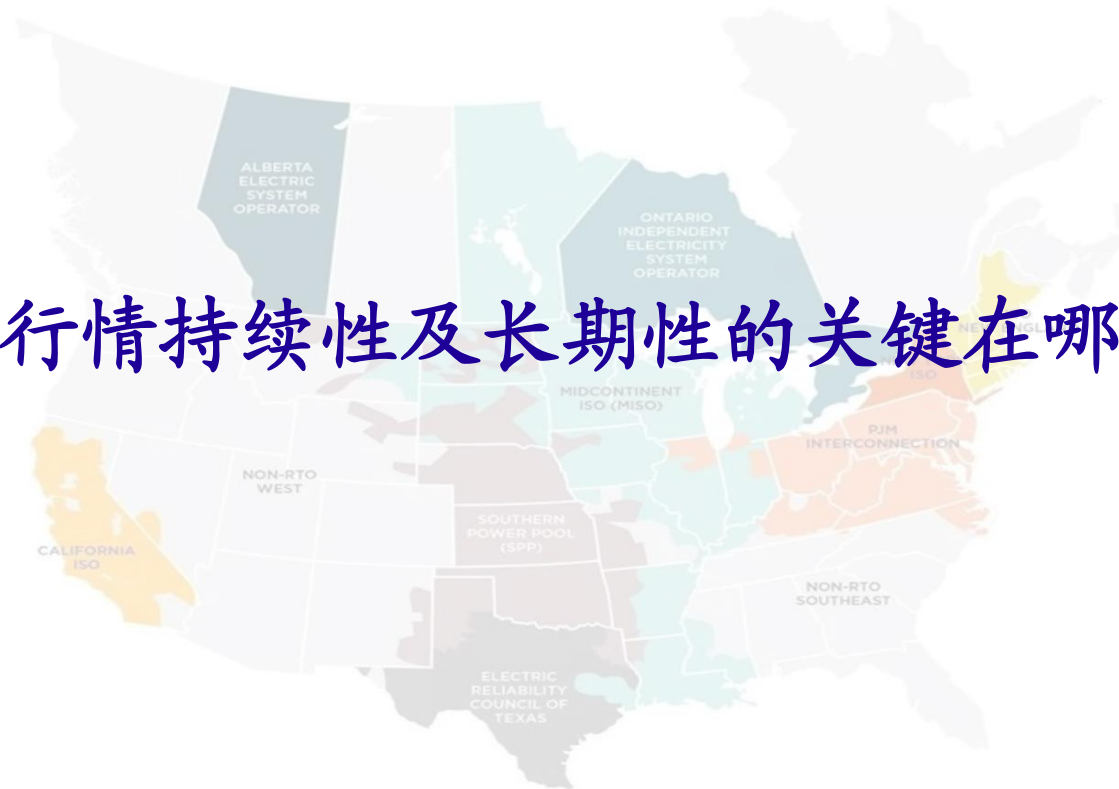 ALBERTA
ELECTRIC
SYSTEM
OPERATOR
ONTARIO
INDEPENDENT
ELECTRICITY
SYSTEM
OPERATOR
行情持续性及长期性的关键在哪
MIDCONTINENT
ISO (MISO)
ISO
PJM
INTERCONNECTION
NON-RTO
WEST
SOUTHERN
POWER POOL
(SPP)
CALIFORNIA
ISO
NON-RTO
SOUTHEAST
ELECTRIC
RELIABILITY
COUNCIL OF
TEXAS